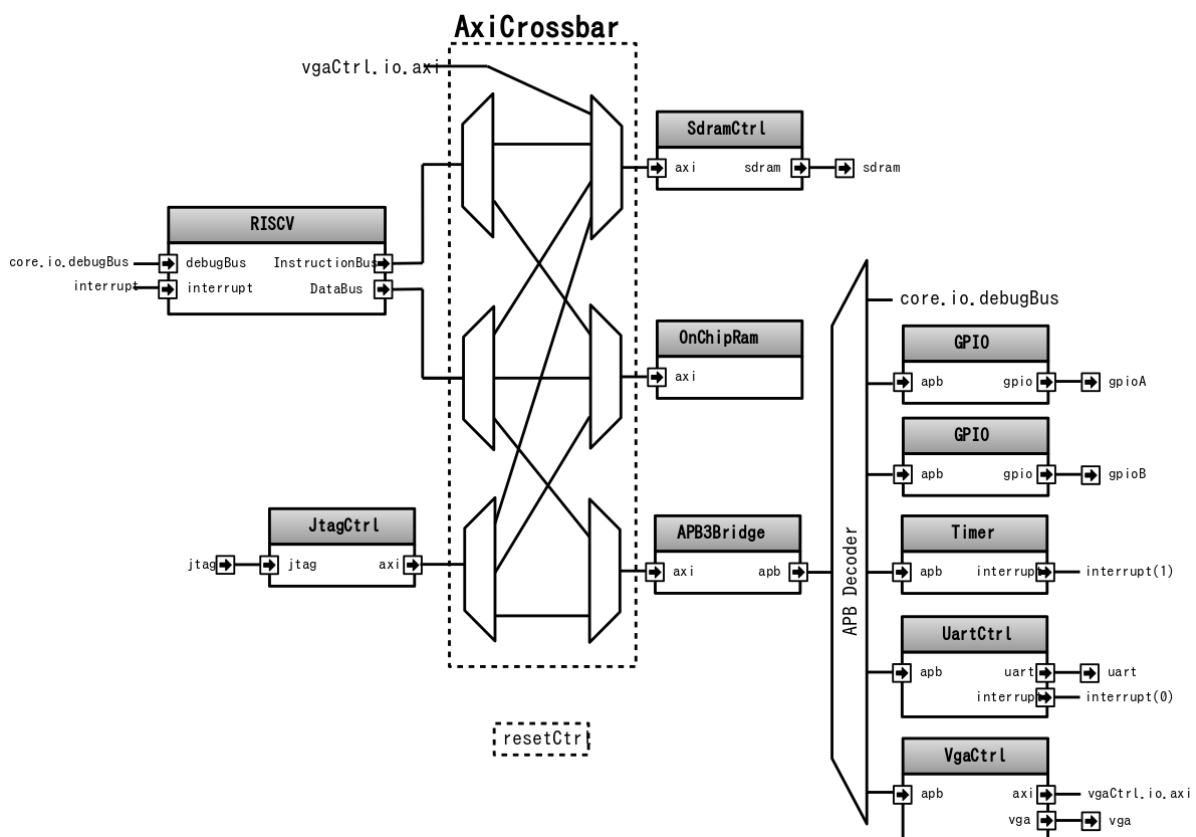 AxiCrossbar
vgaCtrl.io.axi
SdramCtrl
axi
sdram
sdram
RISCV
core.io.debugBus
debugBus
InstructionBus
interrupt
interrupt
DataBus
core.io.debugBus
OnChipRam
axi
GPIO
apb
gpio
gpioA
GPIO
apb
gpio
gpioB
JtagCtrl
jtag
jtag
axi
APB3Bridge
axi
apb
APB Decoder
Timer
apb
interrupt
interrupt(1)
UartCtrl
apb
uart
uart
interrupt
interrupt(0)
resetCtrl
VgaCtrl
apb
axi
vgaCtrl.io.axi
vga
vga